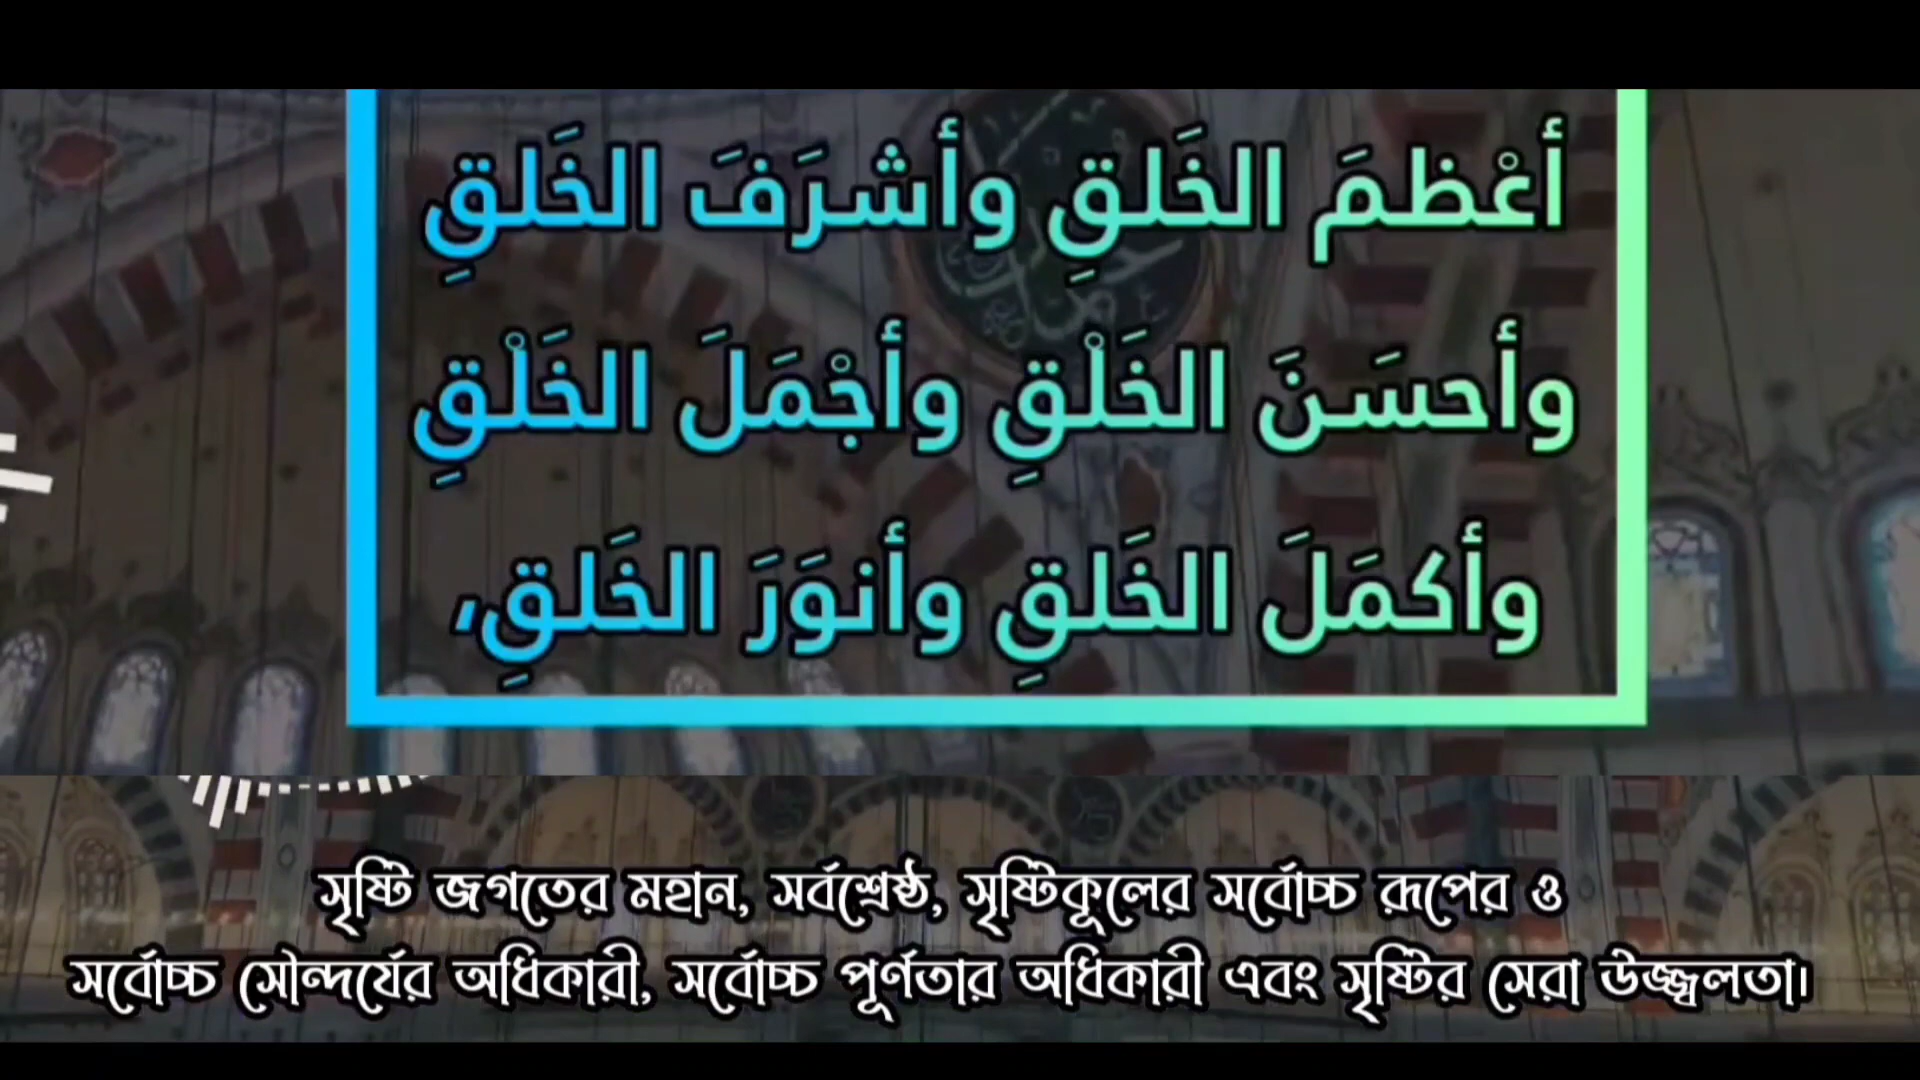 أعْظمَ الخَلقِ وأشرَفَ الخَلقِ
وأحسَنَ الخَلْقِ وأجْمَلَ الخَلْقِ
وأكمَلَ الخَلقِ وأنوَرَ الخَلقِ،
সৃষ্টি জগতের মহান, সর্বশ্রেষ্ঠ, সৃষ্টিকূলের সর্বোচ্চ রূপের ও
সর্বোচ্চ সৌন্দর্যের অধিকারী, সর্বোচ্চ পূর্ণতার অধিকারী এবং সৃষ্টির সেরা উজ্জ্বলতা।